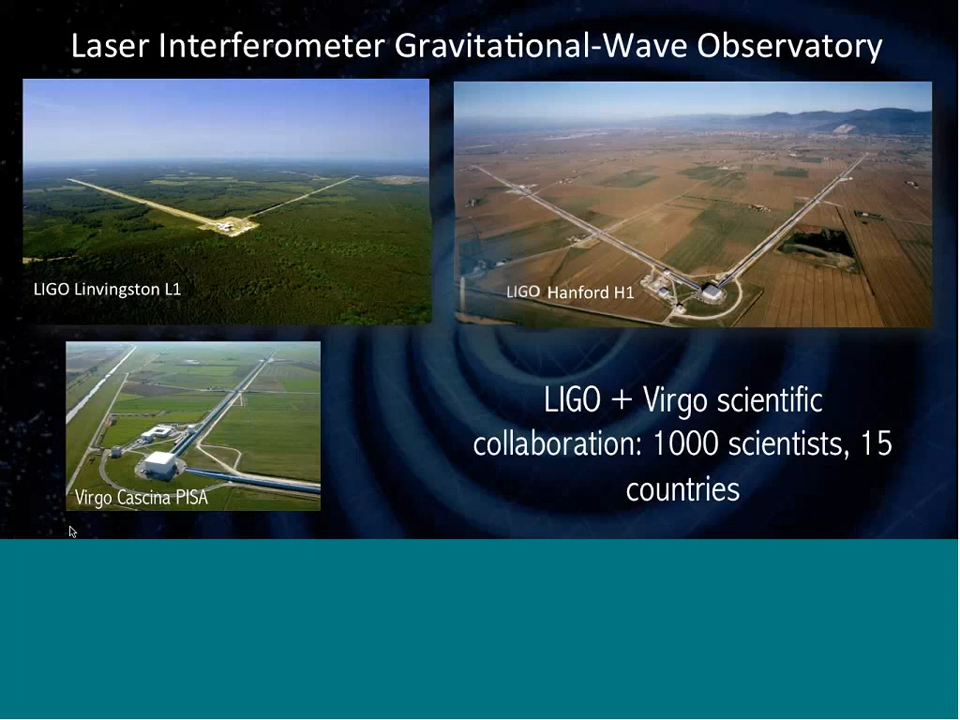 Laser Interferometer Gravitational-Wave Observatory
LIGO Linvingston L1
LIGO Hanford H1
Virgo Cascina PISA
LIGO + Virgo scientific
collaboration: 1000 scientists, 15
countries